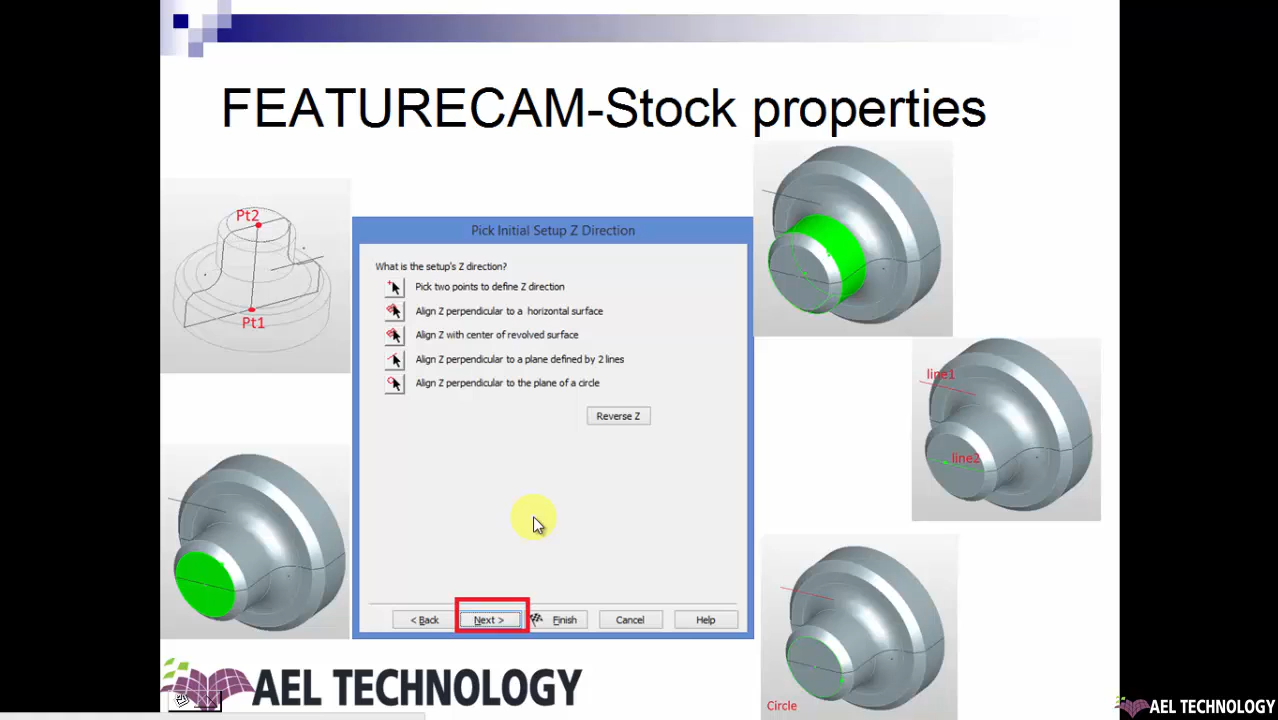 FEATURECAM-Stock properties
Pt2
Pt1
Pick Initial Setup Z Direction
What is the setup's Z direction?
Pick two points to define Z direction
Align Z perpendicular to a horizontal surface
Align Z with center of revolved surface
Align Z perpendicular to a plane defined by 2 lines
Align Z perpendicular to the plane of a circle
Reverse Z
< Back
Next >
Finish
Cancel
Help
line1
line2
Circle
AEL TECHNOLOGY
AEL TECHNOLOGY